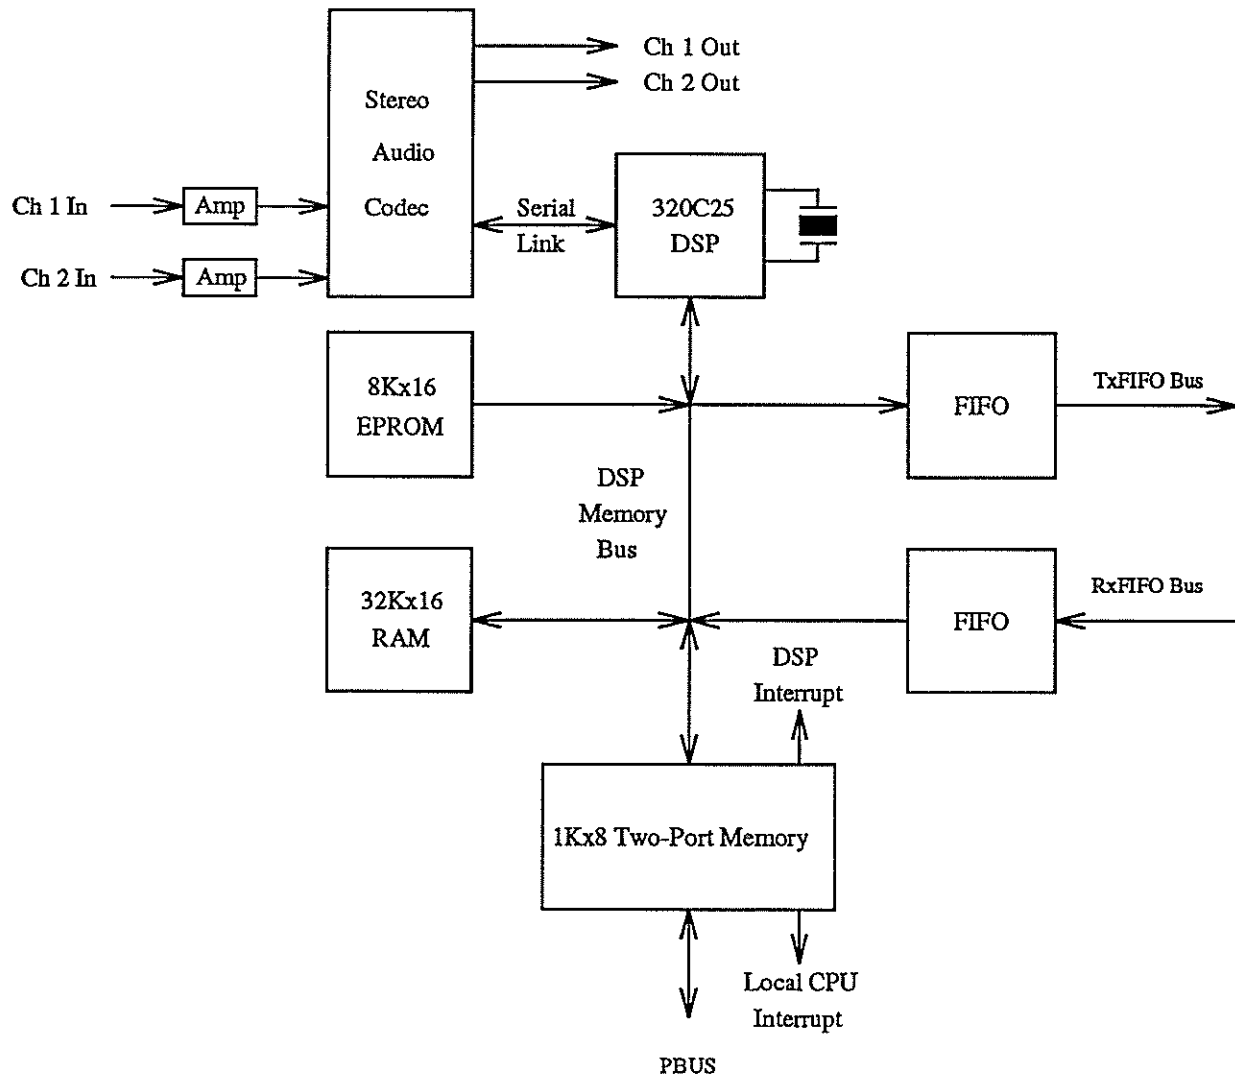 Ch 1 Out
Ch 2 Out
Stereo
Audio
Codec
Ch 1 In
Amp
Ch 2 In
Amp
Serial
Link
320C25
DSP
8Kx16
EPROM
FIFO
TxFIFO Bus
DSP
Memory
Bus
32Kx16
RAM
FIFO
RxFIFO Bus
DSP
Interrupt
1Kx8 Two-Port Memory
Local CPU
Interrupt
PBUS